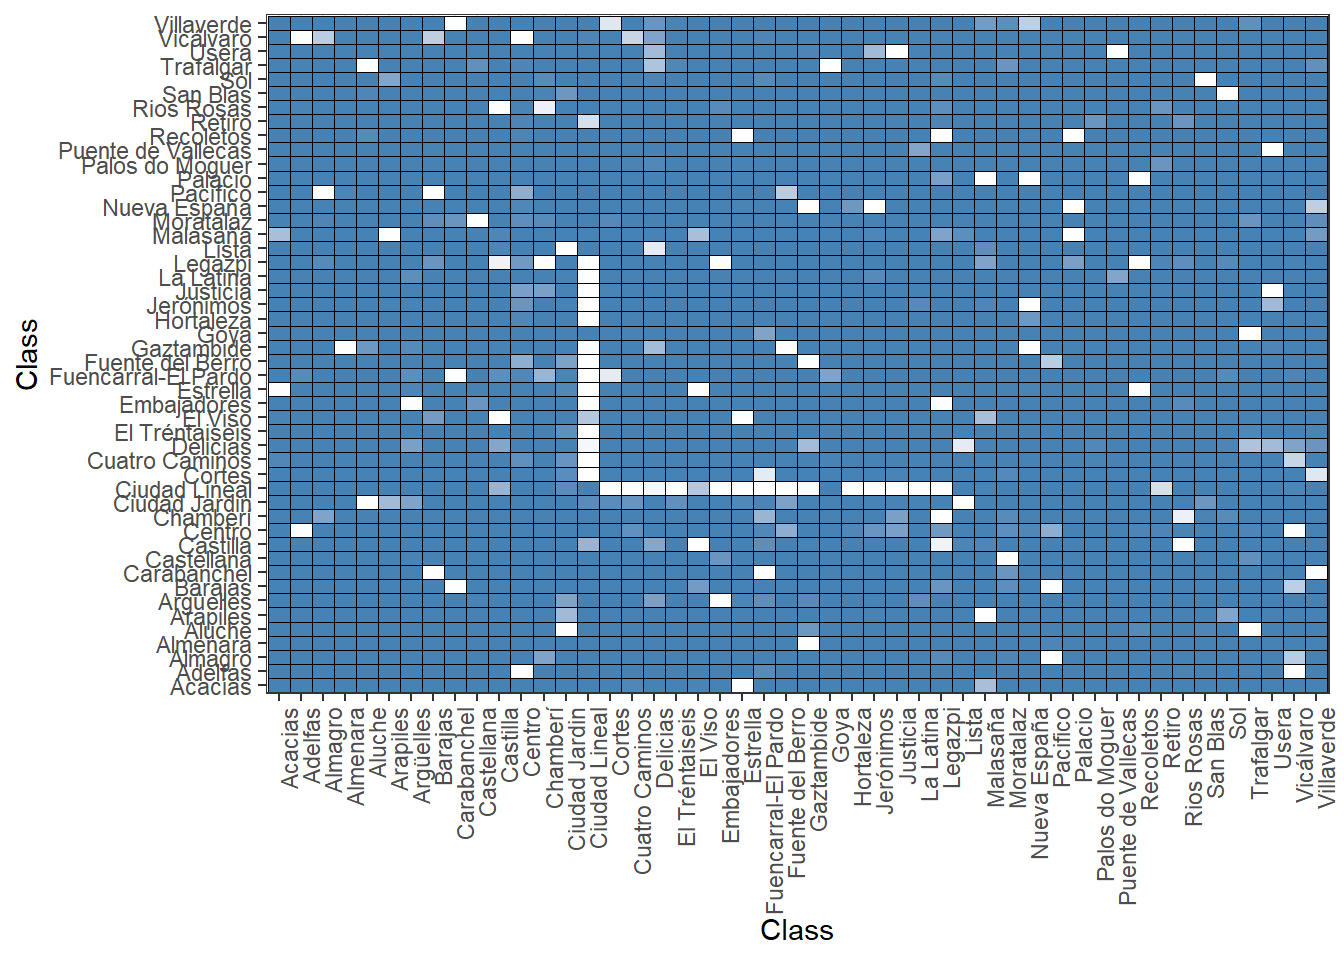 Villaverde
Vicálvaro
Usera
Trafalgar
Sol
San Blas
Rios Rosas
Retiro
Recoletos
Puente de Vallecas
Palos do Moguer
Palacio
Pacífico
Nueva España
Moratalaz
Malasaña
Lista
Legazpi
La Latina
Justicia
Jerónimos
Hortaleza
Goya
Gaztambide
Fuente del Berro
Fuencarral-El Pardo
Estrella
Embajadores
El Viso
El Tréntaiseis
Delicias
Cuatro Caminos
Cortes
Ciudad Lineal
Ciudad Jardin
Chamberí
Centro
Castilla
Castellana
Carabanchel
Barajas
Argüelles
Arapiles
Aluche
Almenara
Almagro
Adelfas
Acacias
Class
Acacias
Adelfas
Almagro
Almenara
Aluche
Arapiles
Argüelles
Barajas
Carabanchel
Castellana
Castilla
Centro
Chamberí
Ciudad Jardin
Ciudad Lineal
Cortes
Cuatro Caminos
Delicias
El Tréntaiseis
El Viso
Embajadores
Estrella
Fuencarral-El Pardo
Fuente del Berro
Gaztambide
Goya
Hortaleza
Jerónimos
Justicia
La Latina
Legazpi
Lista
Malasaña
Moratalaz
Nueva España
Pacífico
Palacio
Palos do Moguer
Puente de Vallecas
Recoletos
Retiro
Rios Rosas
San Blas
Sol
Trafalgar
Usera
Vicálvaro
Villaverde
Class